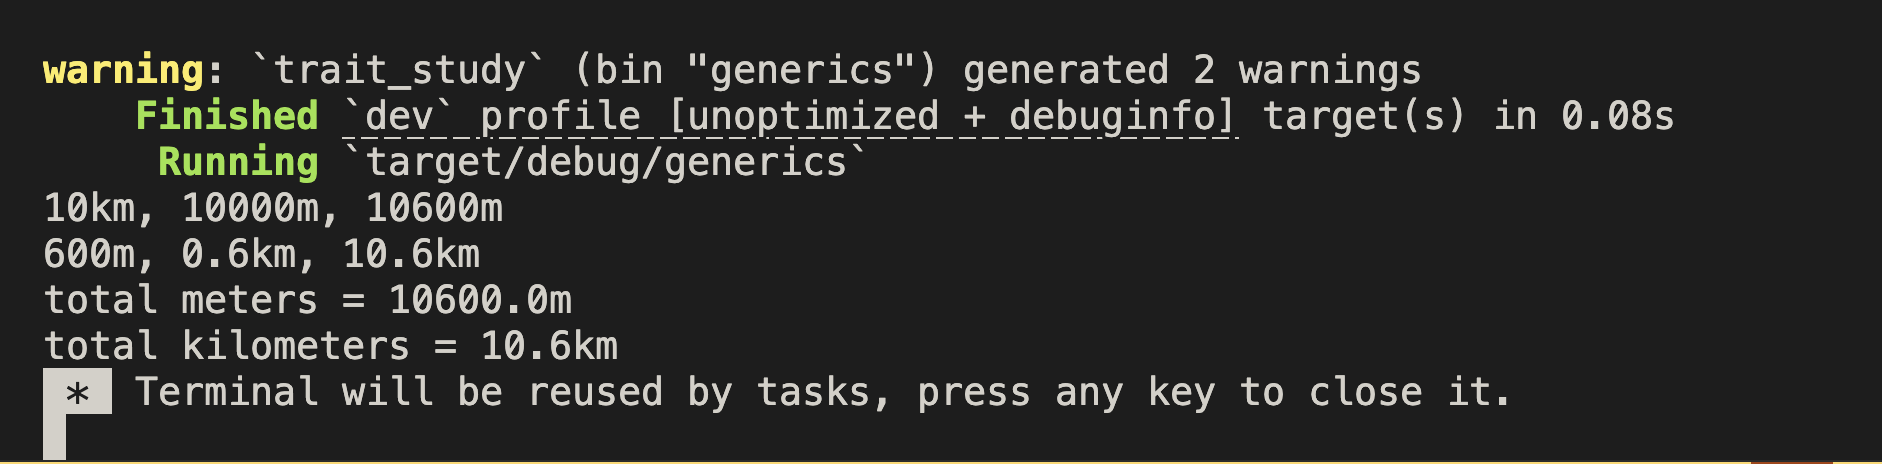 warning: `trait_study` (bin "generics") generated 2 warnings
Finished `dev` profile [unoptimized + debuginfo] target(s) in 0.08s
Running `target/debug/generics`
10km, 10000m, 10600m
600m, 0.6km, 10.6km
total meters = 10600.0m
total kilometers = 10.6km
* Terminal will be reused by tasks, press any key to close it.